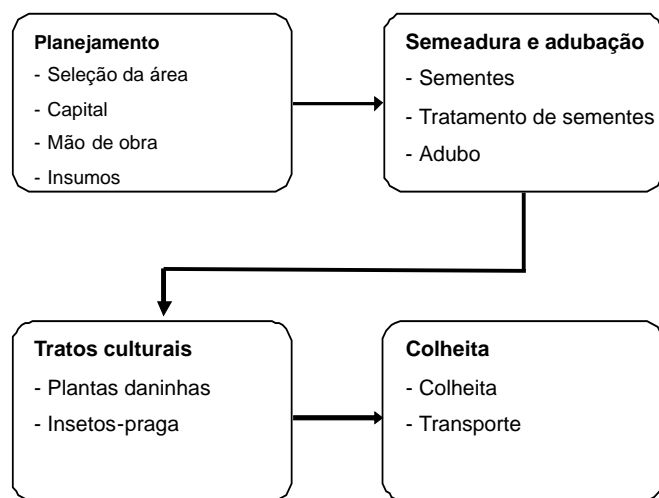 Planejamento
- Seleção da área
- Capital
- Mão de obra
- Insumos
Semeadura e adubação
- Sementes
- Tratamento de sementes
- Adubo
Tratos culturais
- Plantas daninhas
- Insetos-praga
Colheita
- Colheita
- Transporte